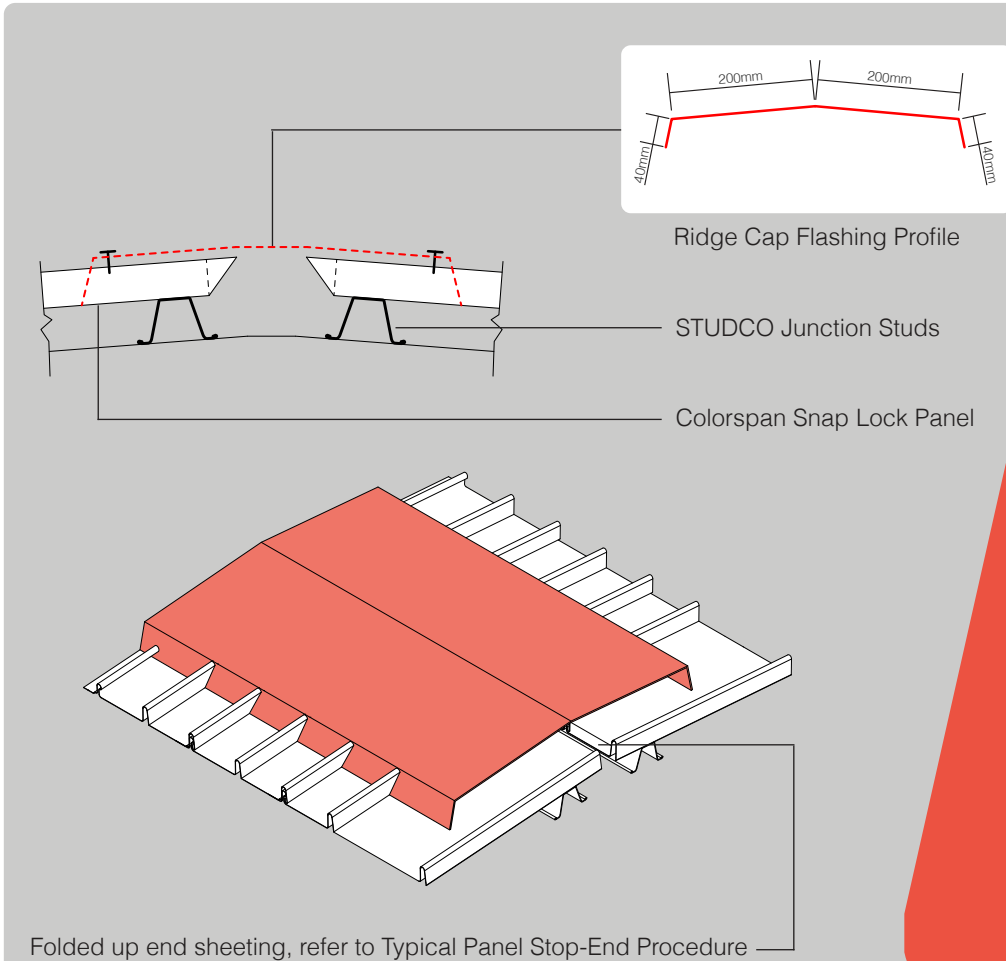 200mm
200mm
40mm
40mm
Ridge Cap Flashing Profile
STUDCO Junction Studs
Colorspan Snap Lock Panel
Folded up end sheeting, refer to Typical Panel Stop-End Procedure